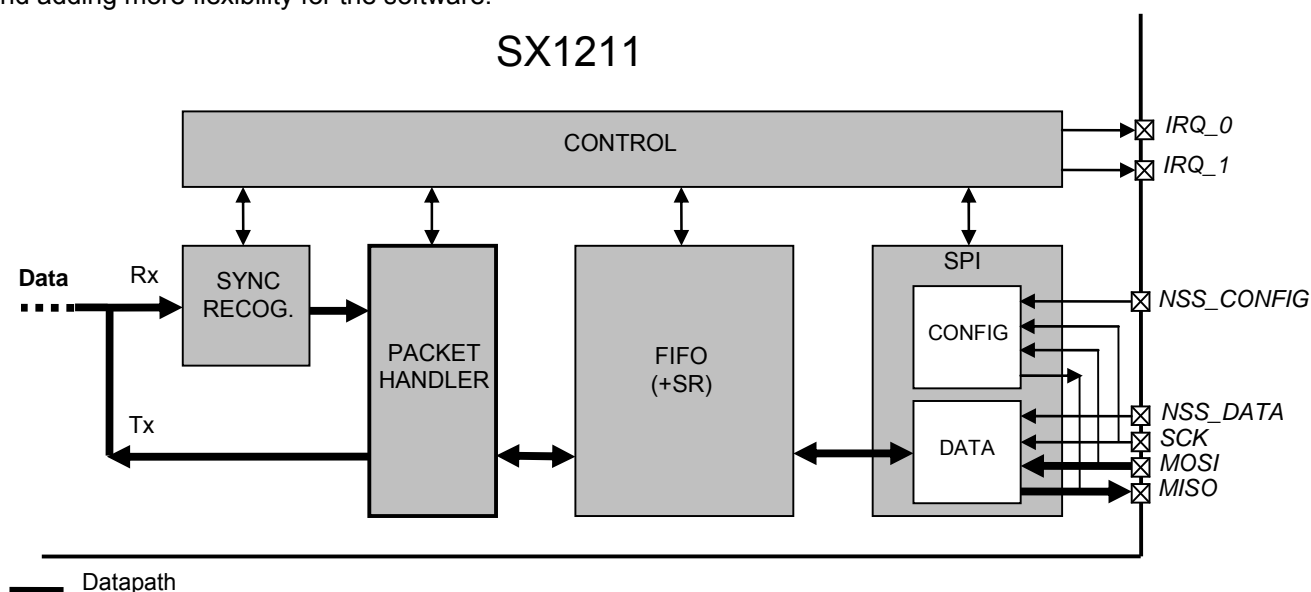 nd adding more flexibility for the software.
SX1211
CONTROL
IRQ_0
IRQ_1
Data
Rx
SYNC
RECOG.
PACKET
HANDLER
FIFO
(+SR)
SPI
CONFIG
DATA
NSS_CONFIG
NSS_DATA
SCK
MOSI
MISO
Tx
Datapath